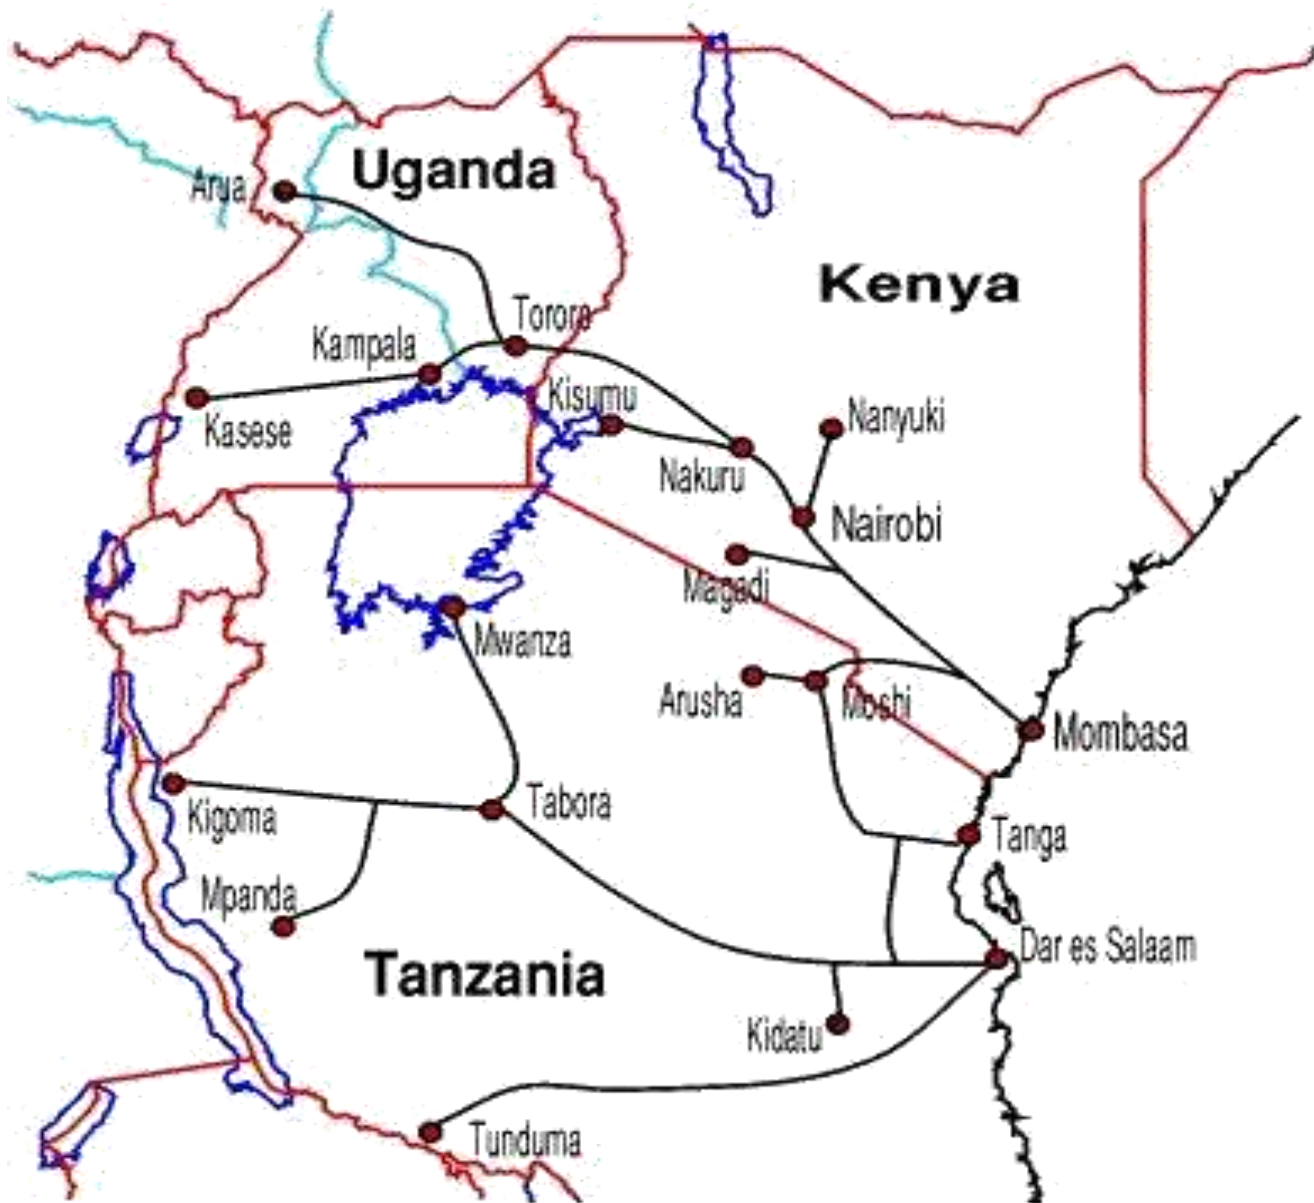 Uganda
Arua
Kenya
Torora
Kampala
Kisumu
Kasese
Nanyuki
Nakuru
Nairobi
Magadi
Mwanza
Arusha
Moshi
Mombasa
Kigoma
Tabora
Tanga
Mpanda
Dar es Salaam
Tanzania
Kidatu
Tunduma